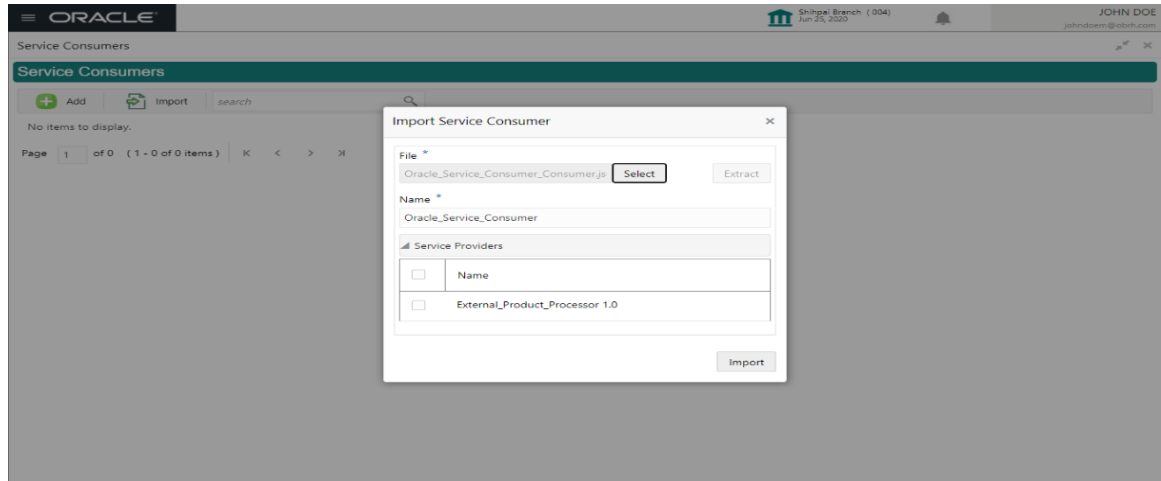 ORACLE
Shihpai Branch ( 004)
Jun 25, 2020
JOHN DOE
johndoem@obrh.com
Service Consumers
Service Consumers
Add Import search
No items to display.
Page 1 of 0 ( 1 - 0 of 0 items )
Import Service Consumer
File *
Oracle_Service_Consumer_Consumer.js Select Extract
Name *
Oracle_Service_Consumer
Service Providers
Name
External_Product_Processor 1.0
Import